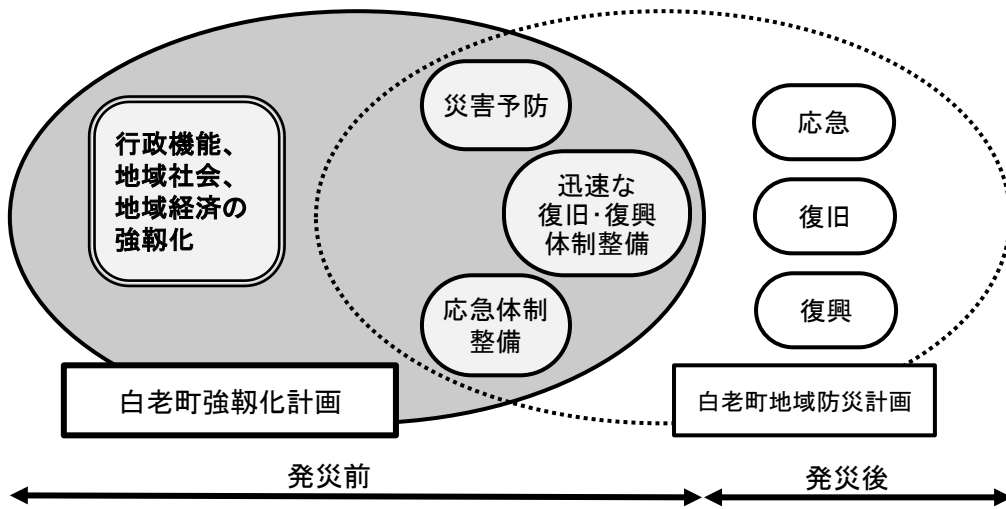 行政機能、
地域社会、
地域経済の
強靱化
災害予防
迅速な
復旧・復興
体制整備
応急体制
整備
応急
復旧
復興
白老町強靱化計画
白老町地域防災計画
発災前
発災後